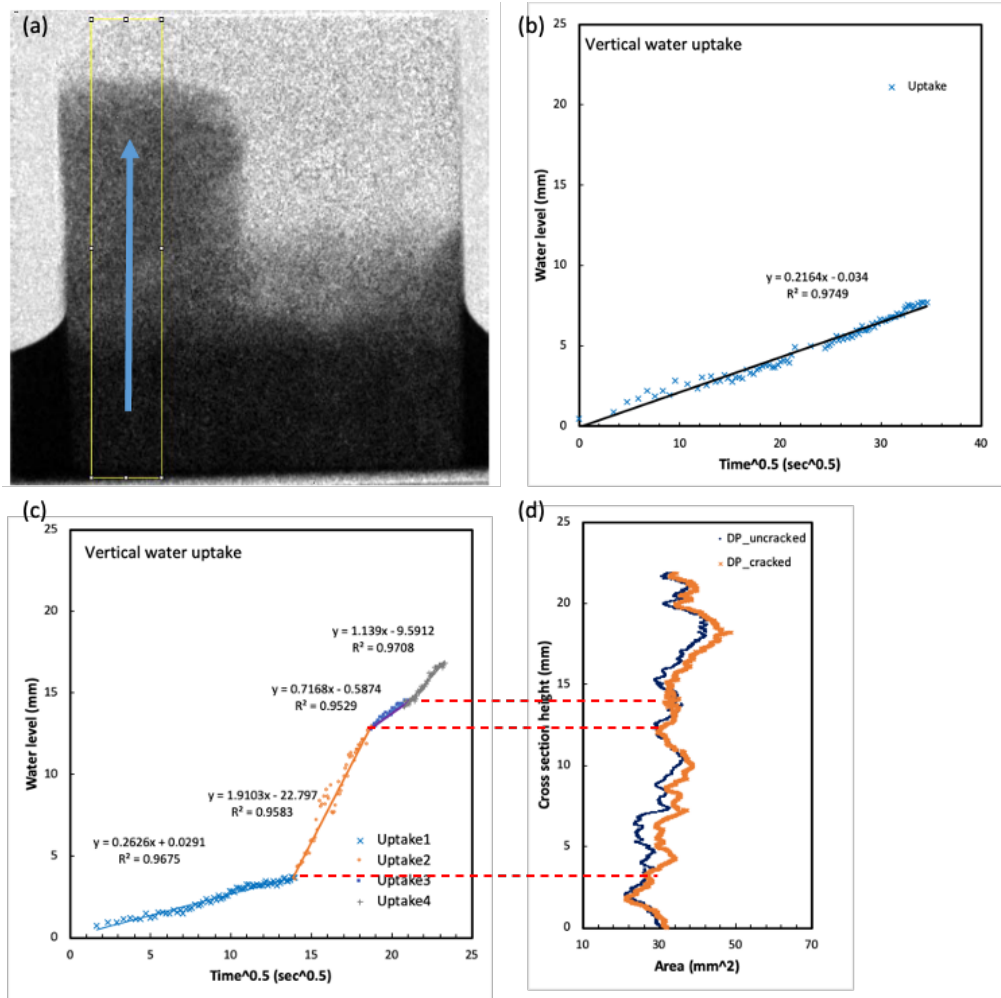 (a)
(b)
Vertical water uptake
Uptake
y = 0.2164x - 0.034
R² = 0.9749
Water level (mm)
25
20
15
10
5
0
0 10 20 30 40
Time^0.5 (sec^0.5)
(c)
Vertical water uptake
y = 1.139x - 9.5912
R² = 0.9708
y = 0.7168x - 0.5874
R² = 0.9529
y = 1.9103x - 22.797
R² = 0.9583
y = 0.2626x + 0.0291
R² = 0.9675
Uptake1
Uptake2
Uptake3
Uptake4
Water level (mm)
25
20
15
10
5
0
0 5 10 15 20 25
Time^0.5 (sec^0.5)
(d)
DP_uncracked
DP_cracked
Cross section height (mm)
25
20
15
10
5
0
10 30 50 70
Area (mm^2)